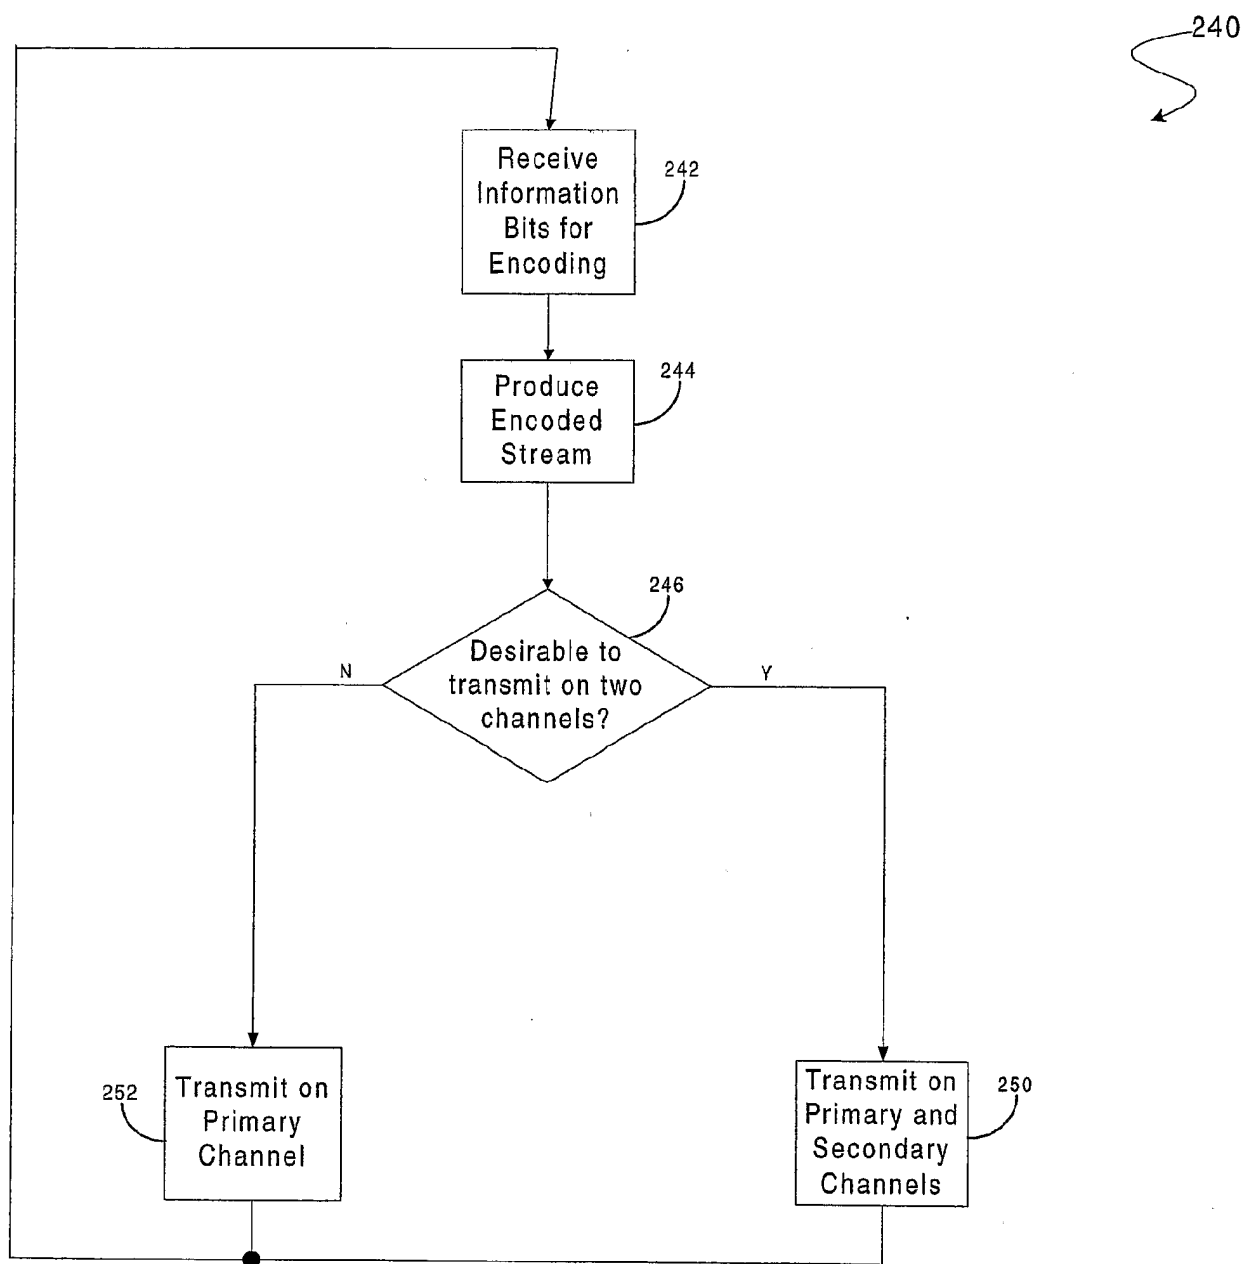 240
Receive
Information
Bits for
Encoding
242
Produce
Encoded
Stream
244
246
Desirable to
transmit on two
channels?
N
Y
252
Transmit on
Primary
Channel
Transmit on
Primary and
Secondary
Channels
250